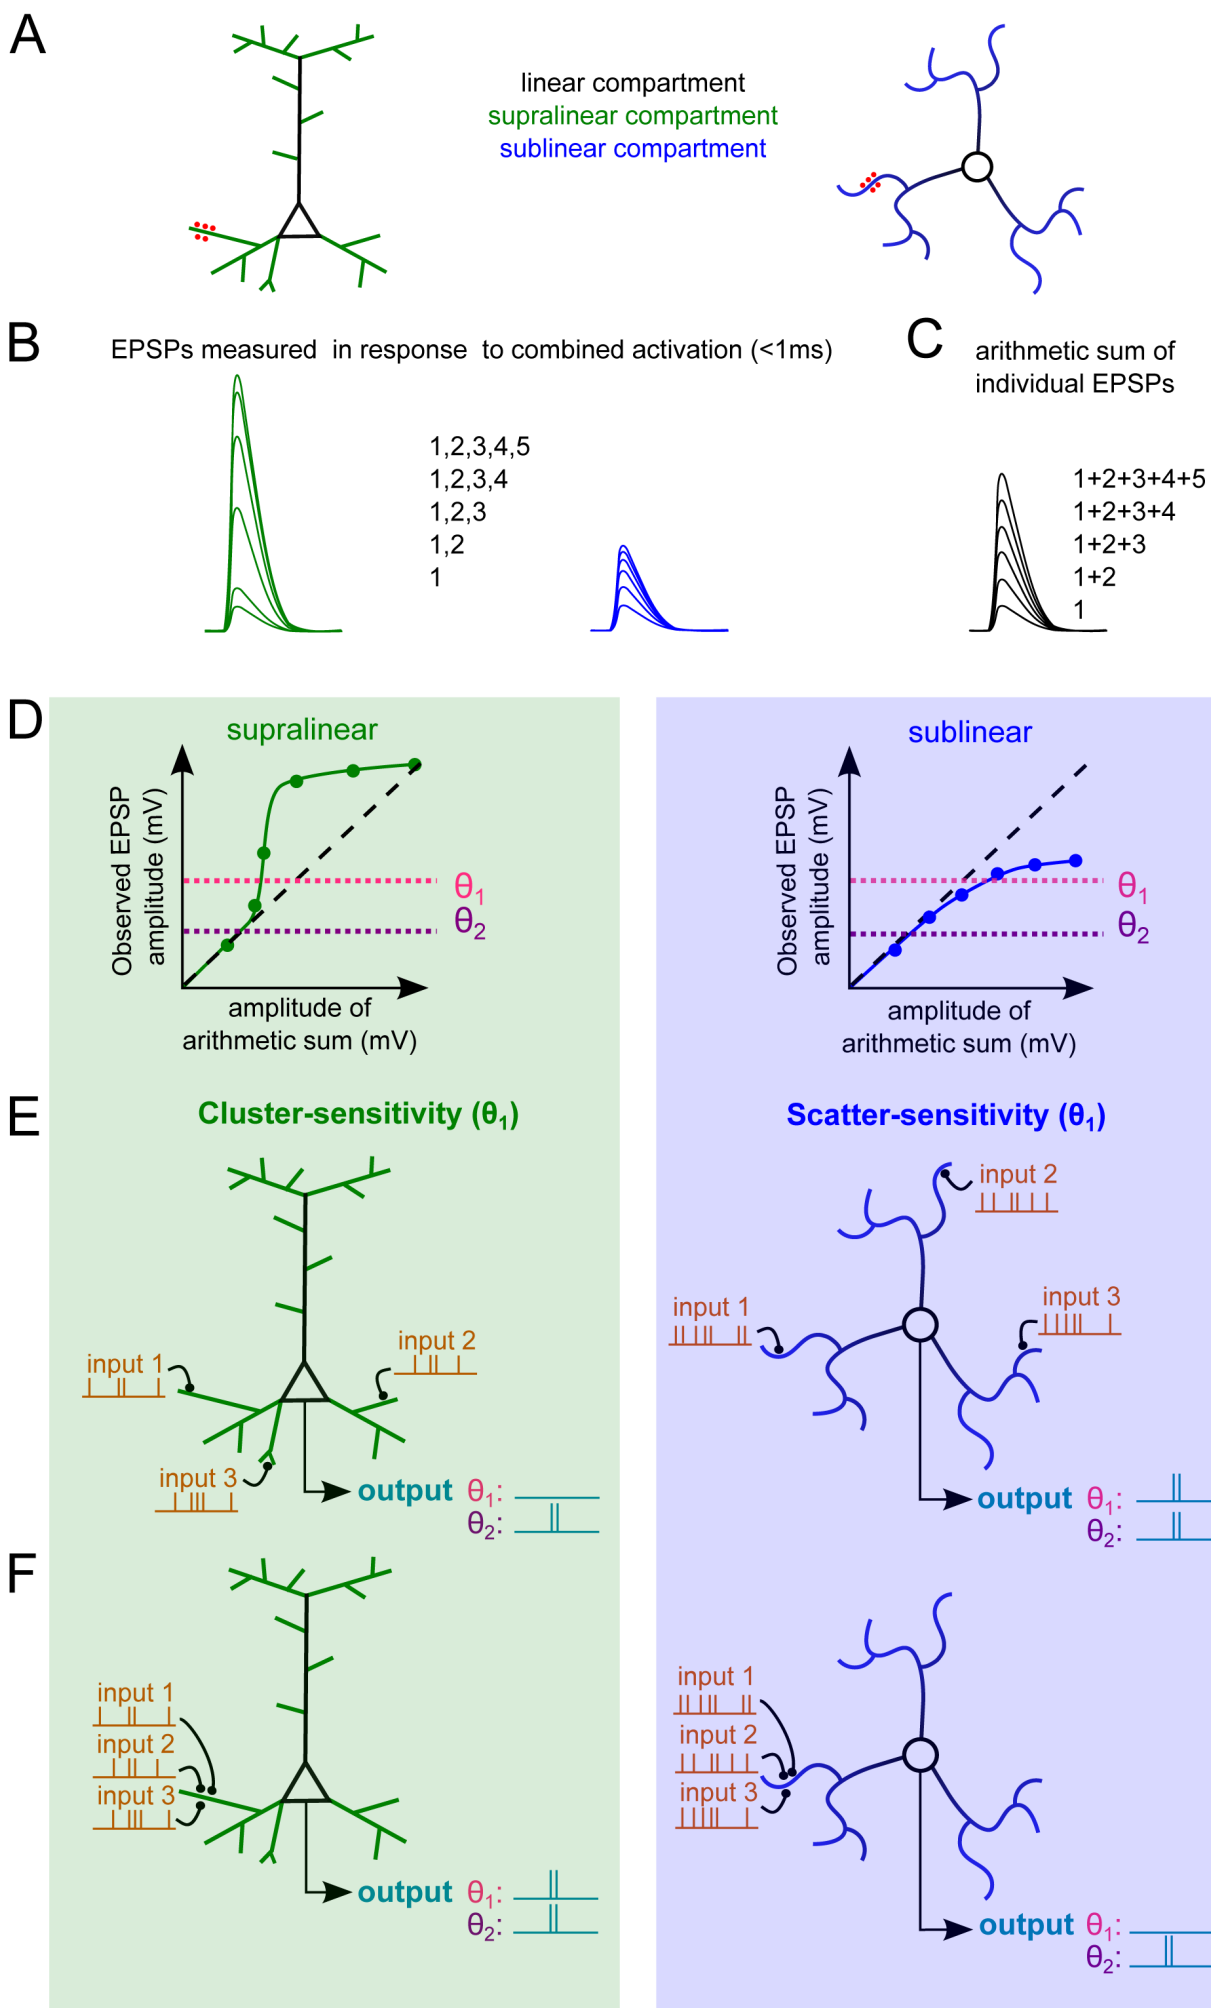 A
linear compartment
supralinear compartment
sublinear compartment
B
EPSPs measured in response to combined activation (<1ms)
1,2,3,4,5
1,2,3,4
1,2,3
1,2
1
C
arithmetic sum of
individual EPSPs
1+2+3+4+5
1+2+3+4
1+2+3
1+2
1
D
supralinear
Observed EPSP
amplitude (mV)
θ1
θ2
amplitude of
arithmetic sum (mV)
sublinear
Observed EPSP
amplitude (mV)
θ1
θ2
amplitude of
arithmetic sum (mV)
E
Cluster-sensitivity (θ1)
input 1
input 2
input 3
output
θ1:
θ2:
Scatter-sensitivity (θ1)
input 2
input 1
input 3
output
θ1:
θ2:
F
input 1
input 2
input 3
output
θ1:
θ2:
input 1
input 2
input 3
output
θ1:
θ2: